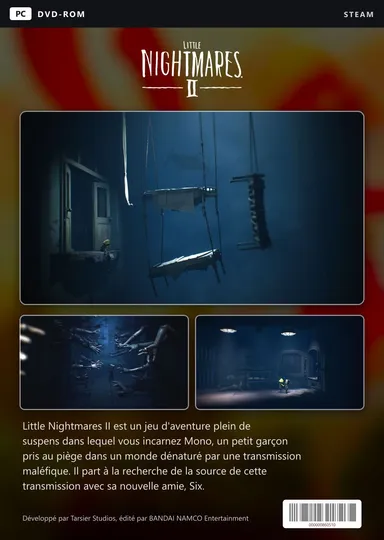 PC DVD-ROM STEAM
LITTLE
NIGHTMARES
II
Little Nightmares II est un jeu d'aventure plein de
suspens dans lequel vous incarnez Mono, un petit garçon
pris au piège dans un monde dénaturé par une transmission
maléfique. Il part à la recherche de la source de cette
transmission avec sa nouvelle amie, Six.
Développé par Tarsier Studios, édité par BANDAI NAMCO Entertainment